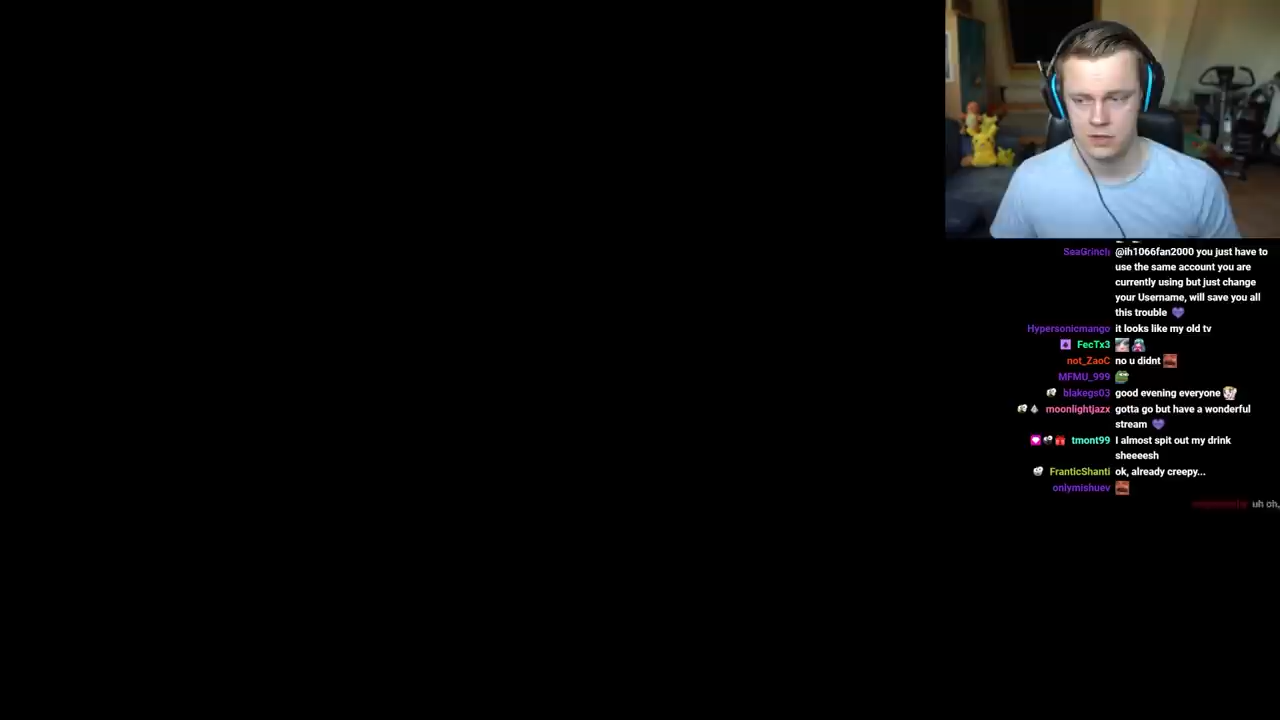 SeaGrinch @ih1066fan2000 you just have to
use the same account you are
currently using but just change
your Username, will save you all
this trouble
Hypersonicmango it looks like my old tv
FecTx3
not_ZaoC no u didnt
MFMU_999
blakegs03 good evening everyone
moonlightjazx gotta go but have a wonderful
stream
tmont99 I almost spit out my drink
sheeeesh
FranticShanti ok, already creepy...
onlymishuev
uh oh,